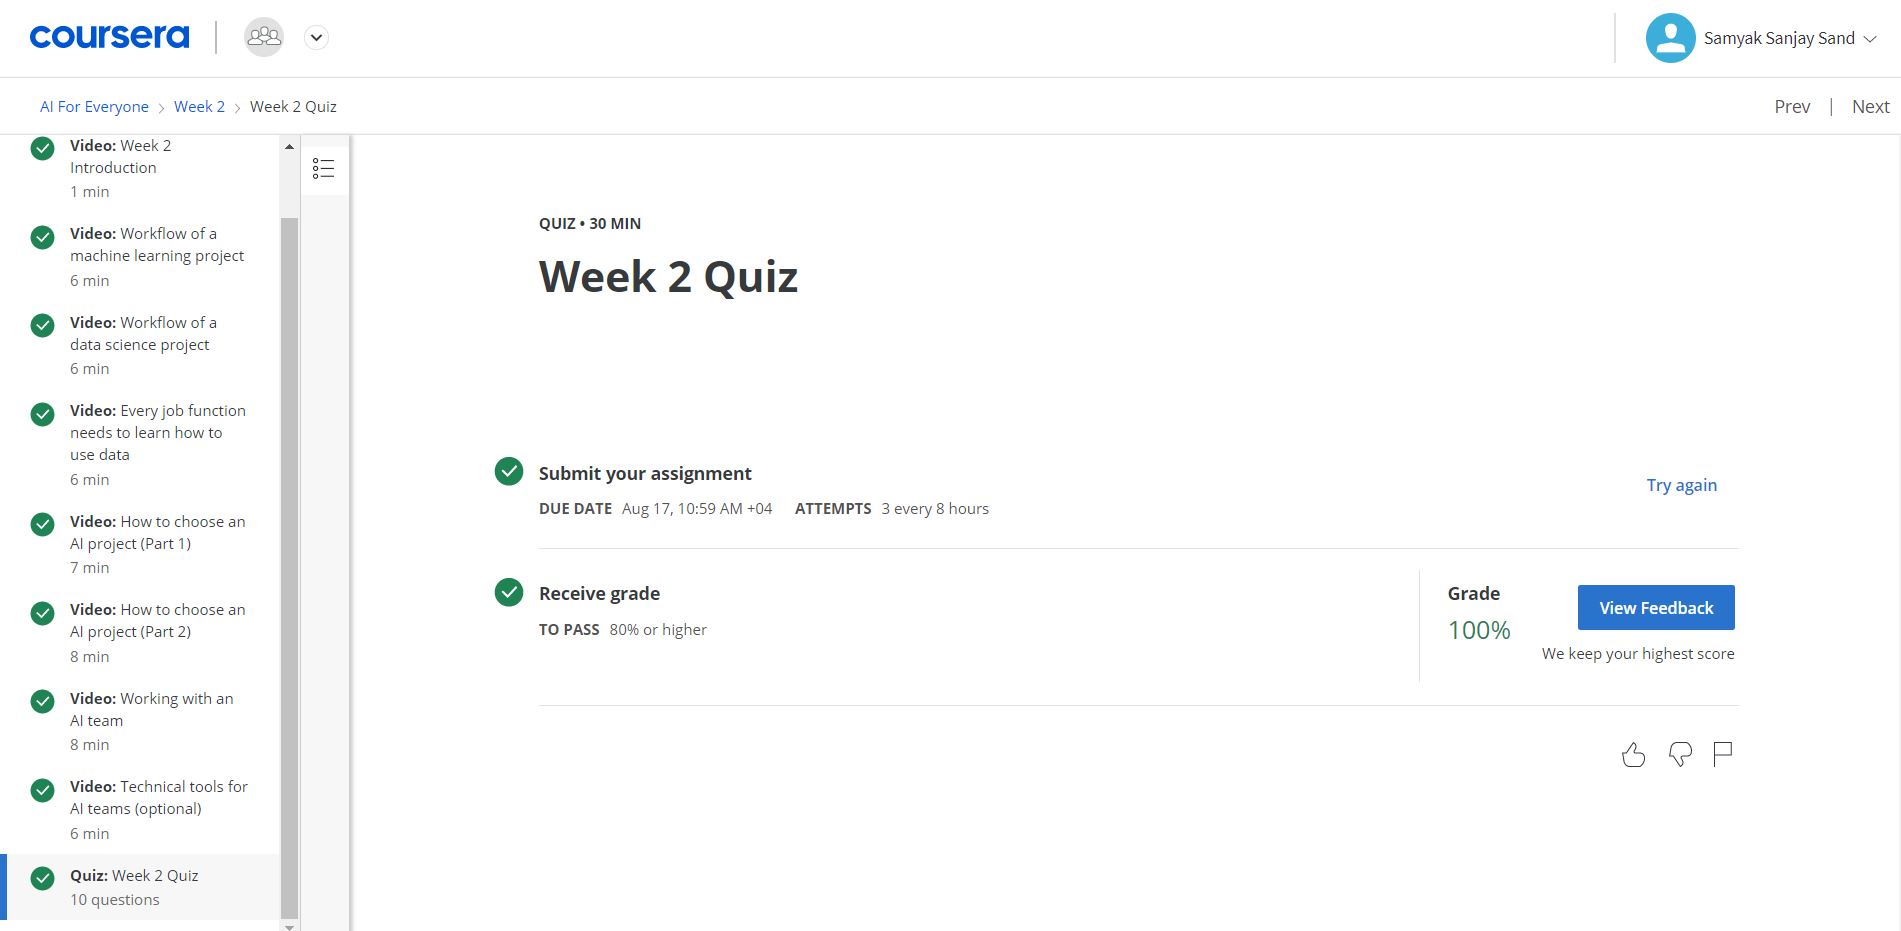 coursera
Samyak Sanjay Sand
AI For Everyone
Week 2
Week 2 Quiz
Prev | Next
Video: Week 2
Introduction
1 min
Video: Workflow of a
machine learning project
6 min
Video: Workflow of a
data science project
6 min
Video: Every job function
needs to learn how to
use data
6 min
Video: How to choose an
AI project (Part 1)
7 min
Video: How to choose an
AI project (Part 2)
8 min
Video: Working with an
AI team
8 min
Video: Technical tools for
AI teams (optional)
6 min
Quiz: Week 2 Quiz
10 questions
QUIZ • 30 MIN
Week 2 Quiz
Submit your assignment
DUE DATE Aug 17, 10:59 AM +04 ATTEMPTS 3 every 8 hours
Try again
Receive grade
TO PASS 80% or higher
Grade
100%
View Feedback
We keep your highest score